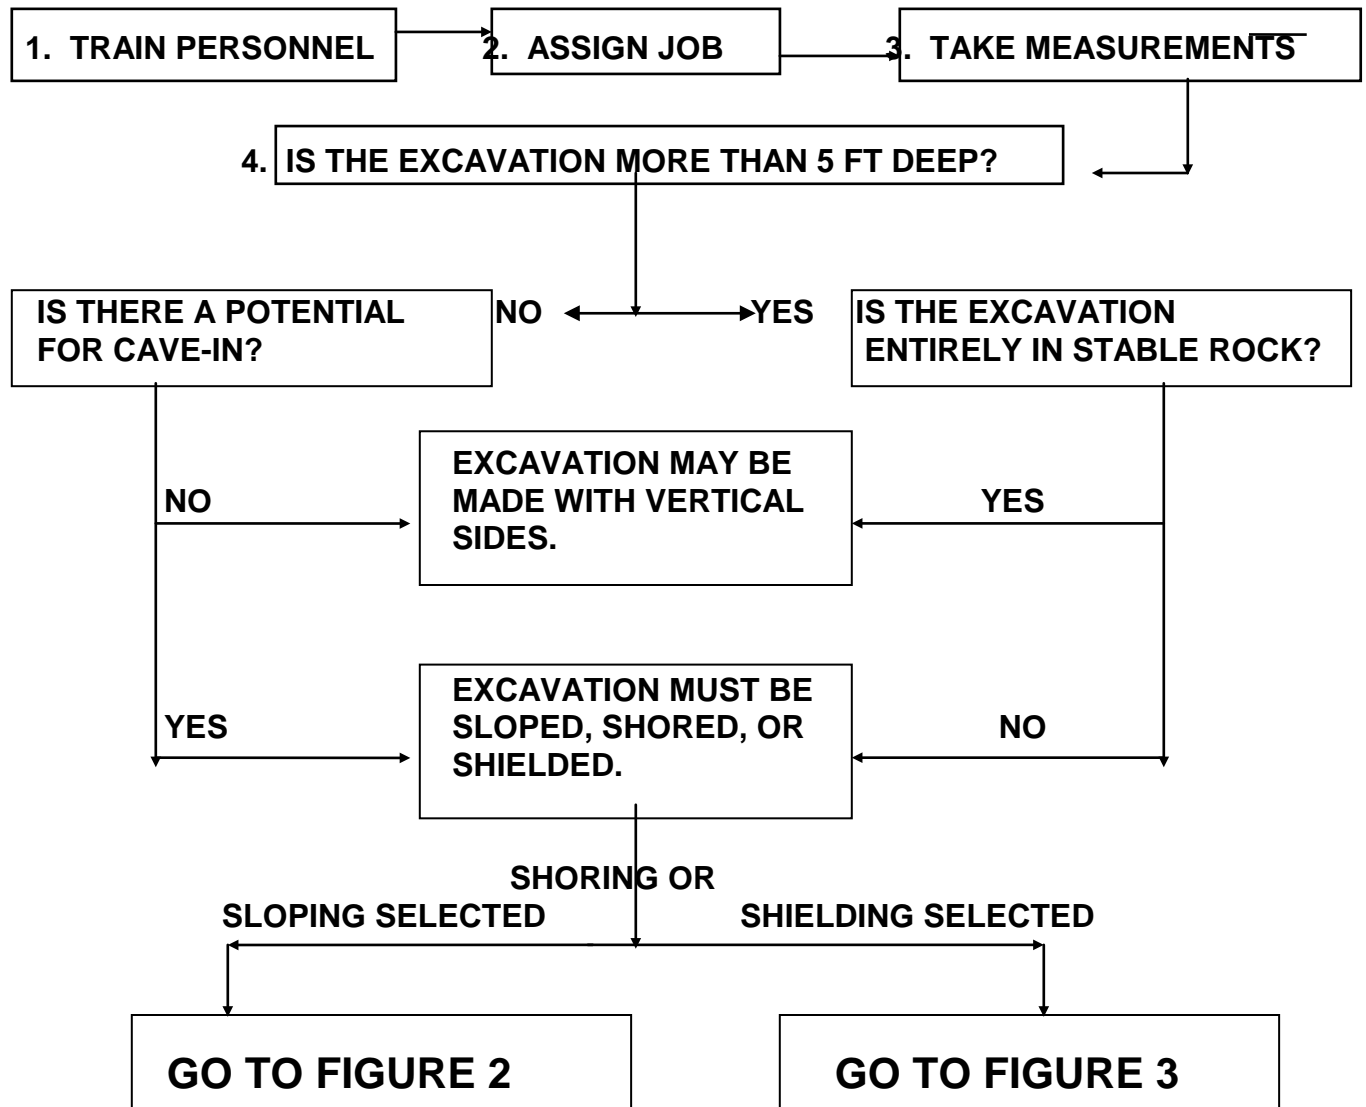 1. TRAIN PERSONNEL
2. ASSIGN JOB
3. TAKE MEASUREMENTS
4. IS THE EXCAVATION MORE THAN 5 FT DEEP?
IS THERE A POTENTIAL
FOR CAVE-IN?
NO
YES
IS THE EXCAVATION
ENTIRELY IN STABLE ROCK?
EXCAVATION MAY BE
MADE WITH VERTICAL
SIDES.
NO
YES
EXCAVATION MUST BE
SLOPED, SHORED, OR
SHIELDED.
YES
NO
SHORING OR
SLOPING SELECTED
SHIELDING SELECTED
GO TO FIGURE 2
GO TO FIGURE 3